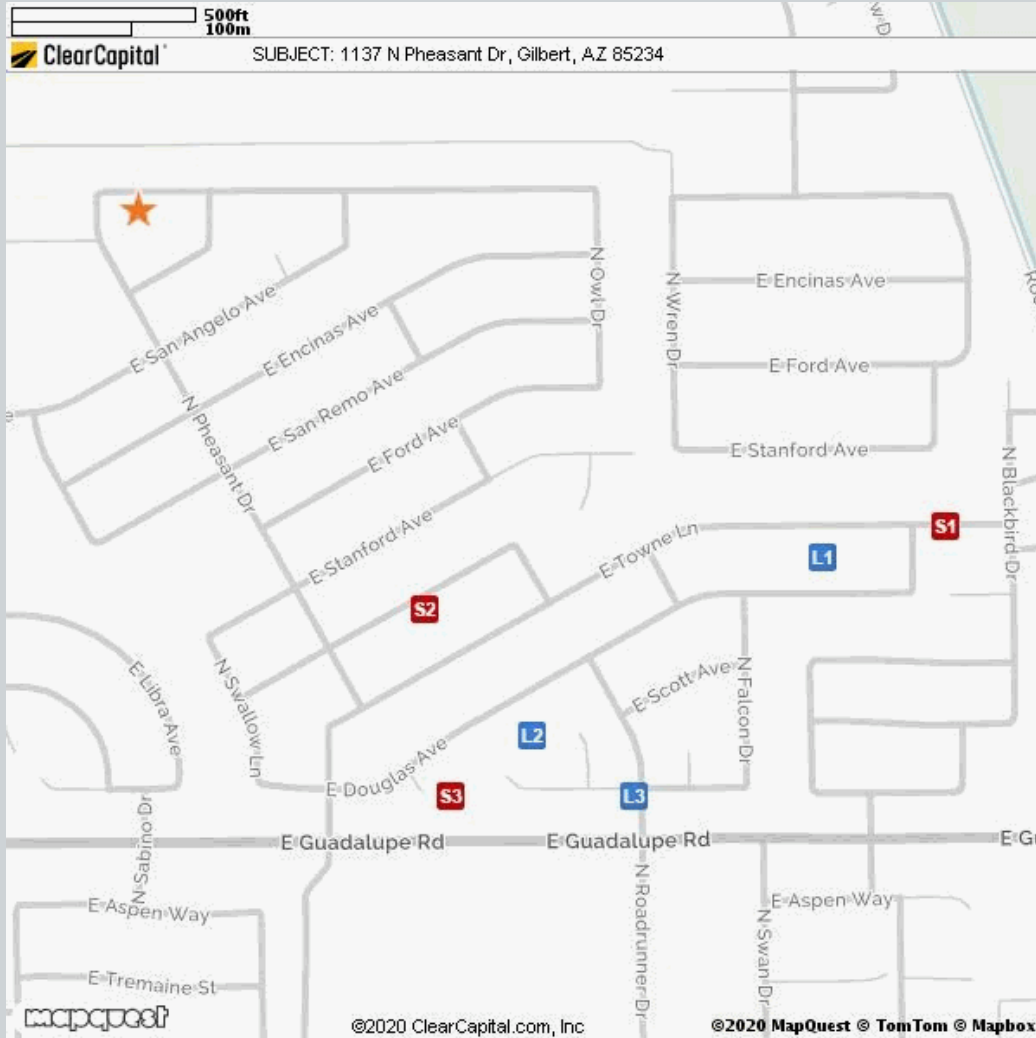 500ft
100m
ClearCapital
SUBJECT: 1137 N Pheasant Dr, Gilbert, AZ 85234
E San Angelo Ave
E Encinas Ave
E San Remo Ave
E Ford Ave
E Stanford Ave
N Pheasant Dr
N Owl Dr
N Wren Dr
E Encinas Ave
E Ford Ave
E Stanford Ave
N Blackbird Dr
S1
L1
E Towne Ln
S2
N Swallow Ln
E Libra Ave
E Scott Ave
N Falcon Dr
L2
E Douglas Ave
S3
L3
N Sabino Dr
E Guadalupe Rd
E Guadalupe Rd
E Aspen Way
E Aspen Way
N Roadrunner Dr
N Swan Dr
E Tremaine St
mapquest
©2020 ClearCapital.com, Inc
©2020 MapQuest © TomTom © Mapbox